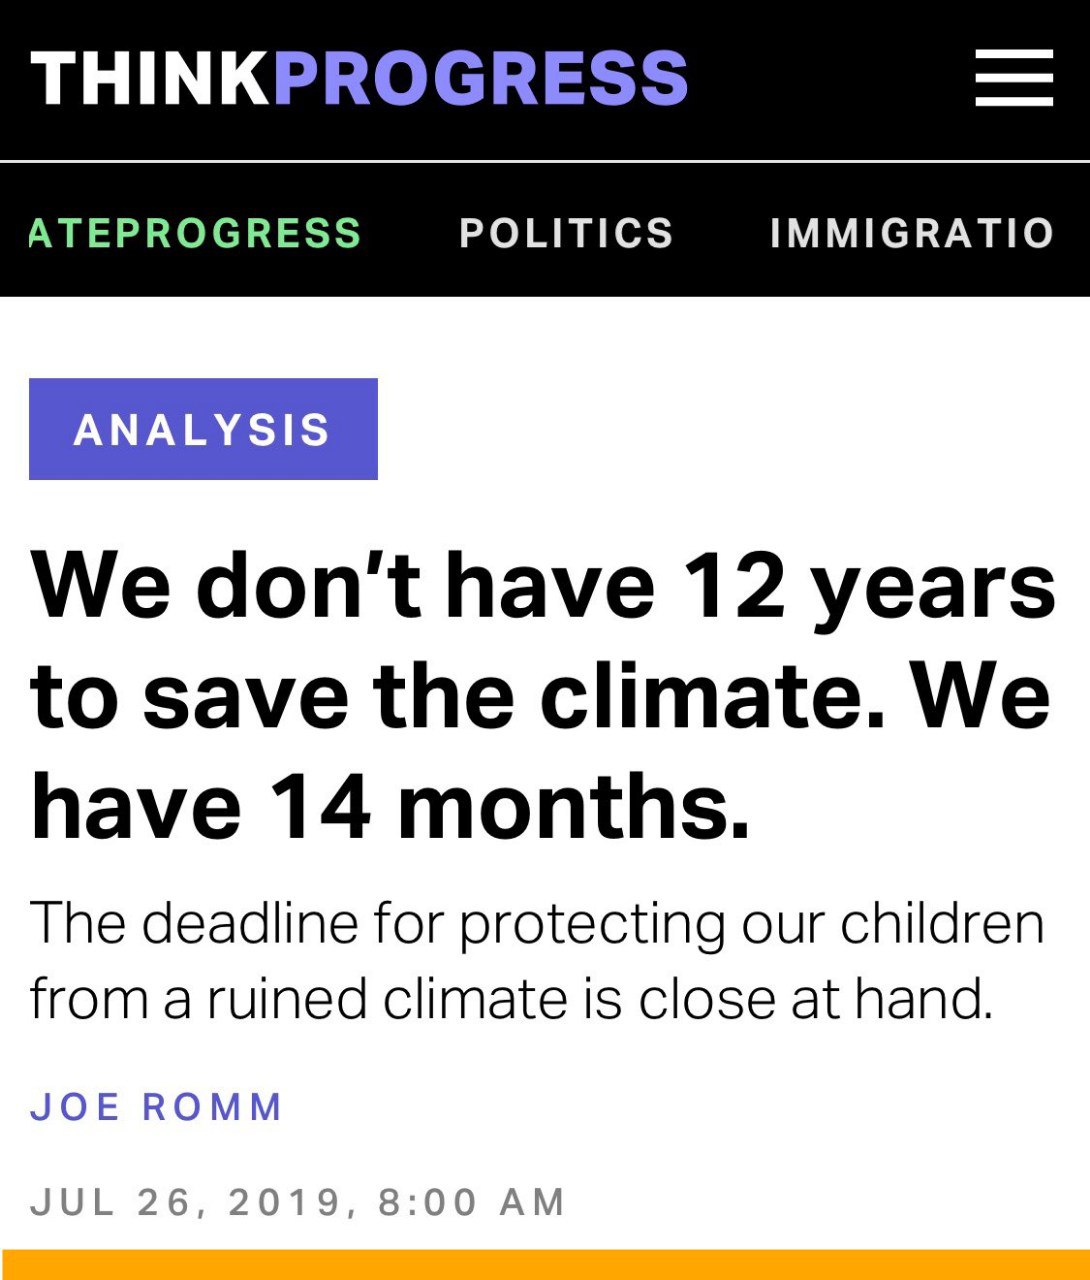 THINKPROGRESS
ATEPROGRESS POLITICS IMMIGRATIO
ANALYSIS
We don’t have 12 years
to save the climate. We
have 14 months.
The deadline for protecting our children
from a ruined climate is close at hand.
JOE ROMM
JUL 26, 2019, 8:00 AM